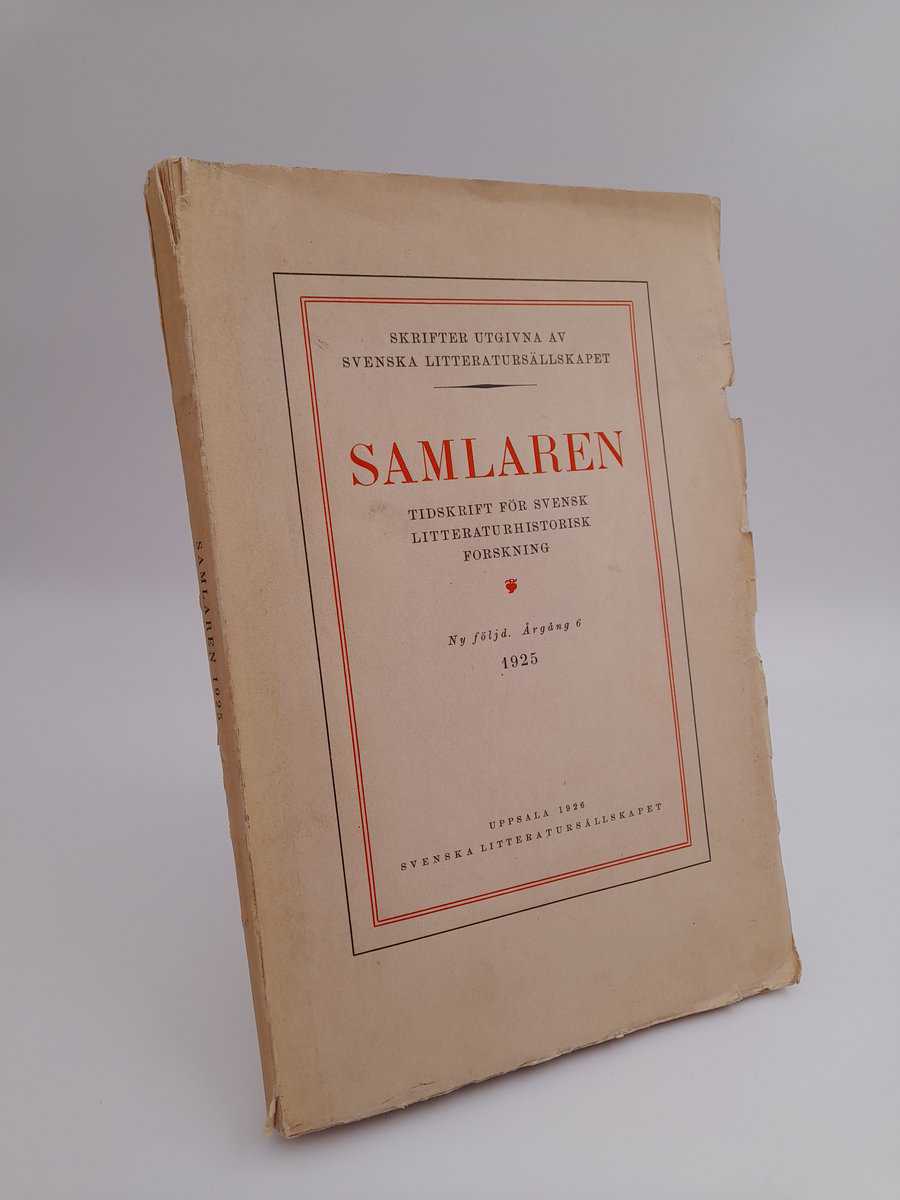 SKRIFTER UTGIVNA AV
SVENSKA LITTERATURSÄLLSKAPET
SAMLAREN
TIDSKRIFT FÖR SVENSK
LITTERATURHISTORISK
FORSKNING
Ny följd. Årgång 6
1925
UPPSALA 1926
SVENSKA LITTERATURSÄLLSKAPET
SAMLAREN 1925